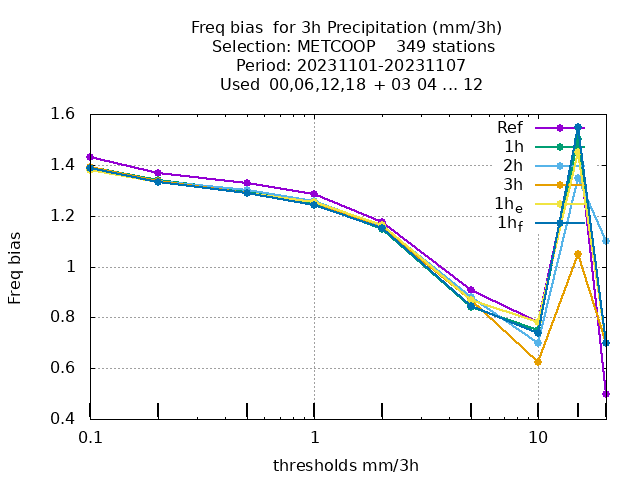 Freq bias  for 3h Precipitation (mm/3h)
Selection: METCOOP    349 stations
Period: 20231101-20231107
Used  00,06,12,18  + 03 04 ... 12
Freq bias
1.6
1.4
1.2
1
0.8
0.6
0.4
0.1
1
10
thresholds mm/3h
Ref
1h
2h
3h
1he
1hf